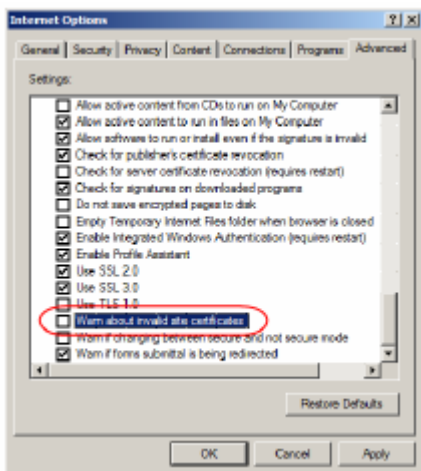 Internet Options
General Security Privacy Content Connections Programs Advanced
Settings:
Allow active content from CDs to run on My Computer
Allow active content to run in files on My Computer
Allow software to run or install even if the signature is invalid
Check for publisher's certificate revocation
Check for server certificate revocation (requires restart)
Check for signatures on downloaded programs
Do not save encrypted pages to disk
Empty Temporary Internet Files folder when browser is closed
Enable Integrated Windows Authentication (requires restart)
Enable Profile Assistant
Use SSL 2.0
Use SSL 3.0
Use TLS 1.0
Warn about invalid site certificates
Warn if changing between secure and not secure mode
Warn if forms submittal is being redirected
Restore Defaults
OK Cancel Apply